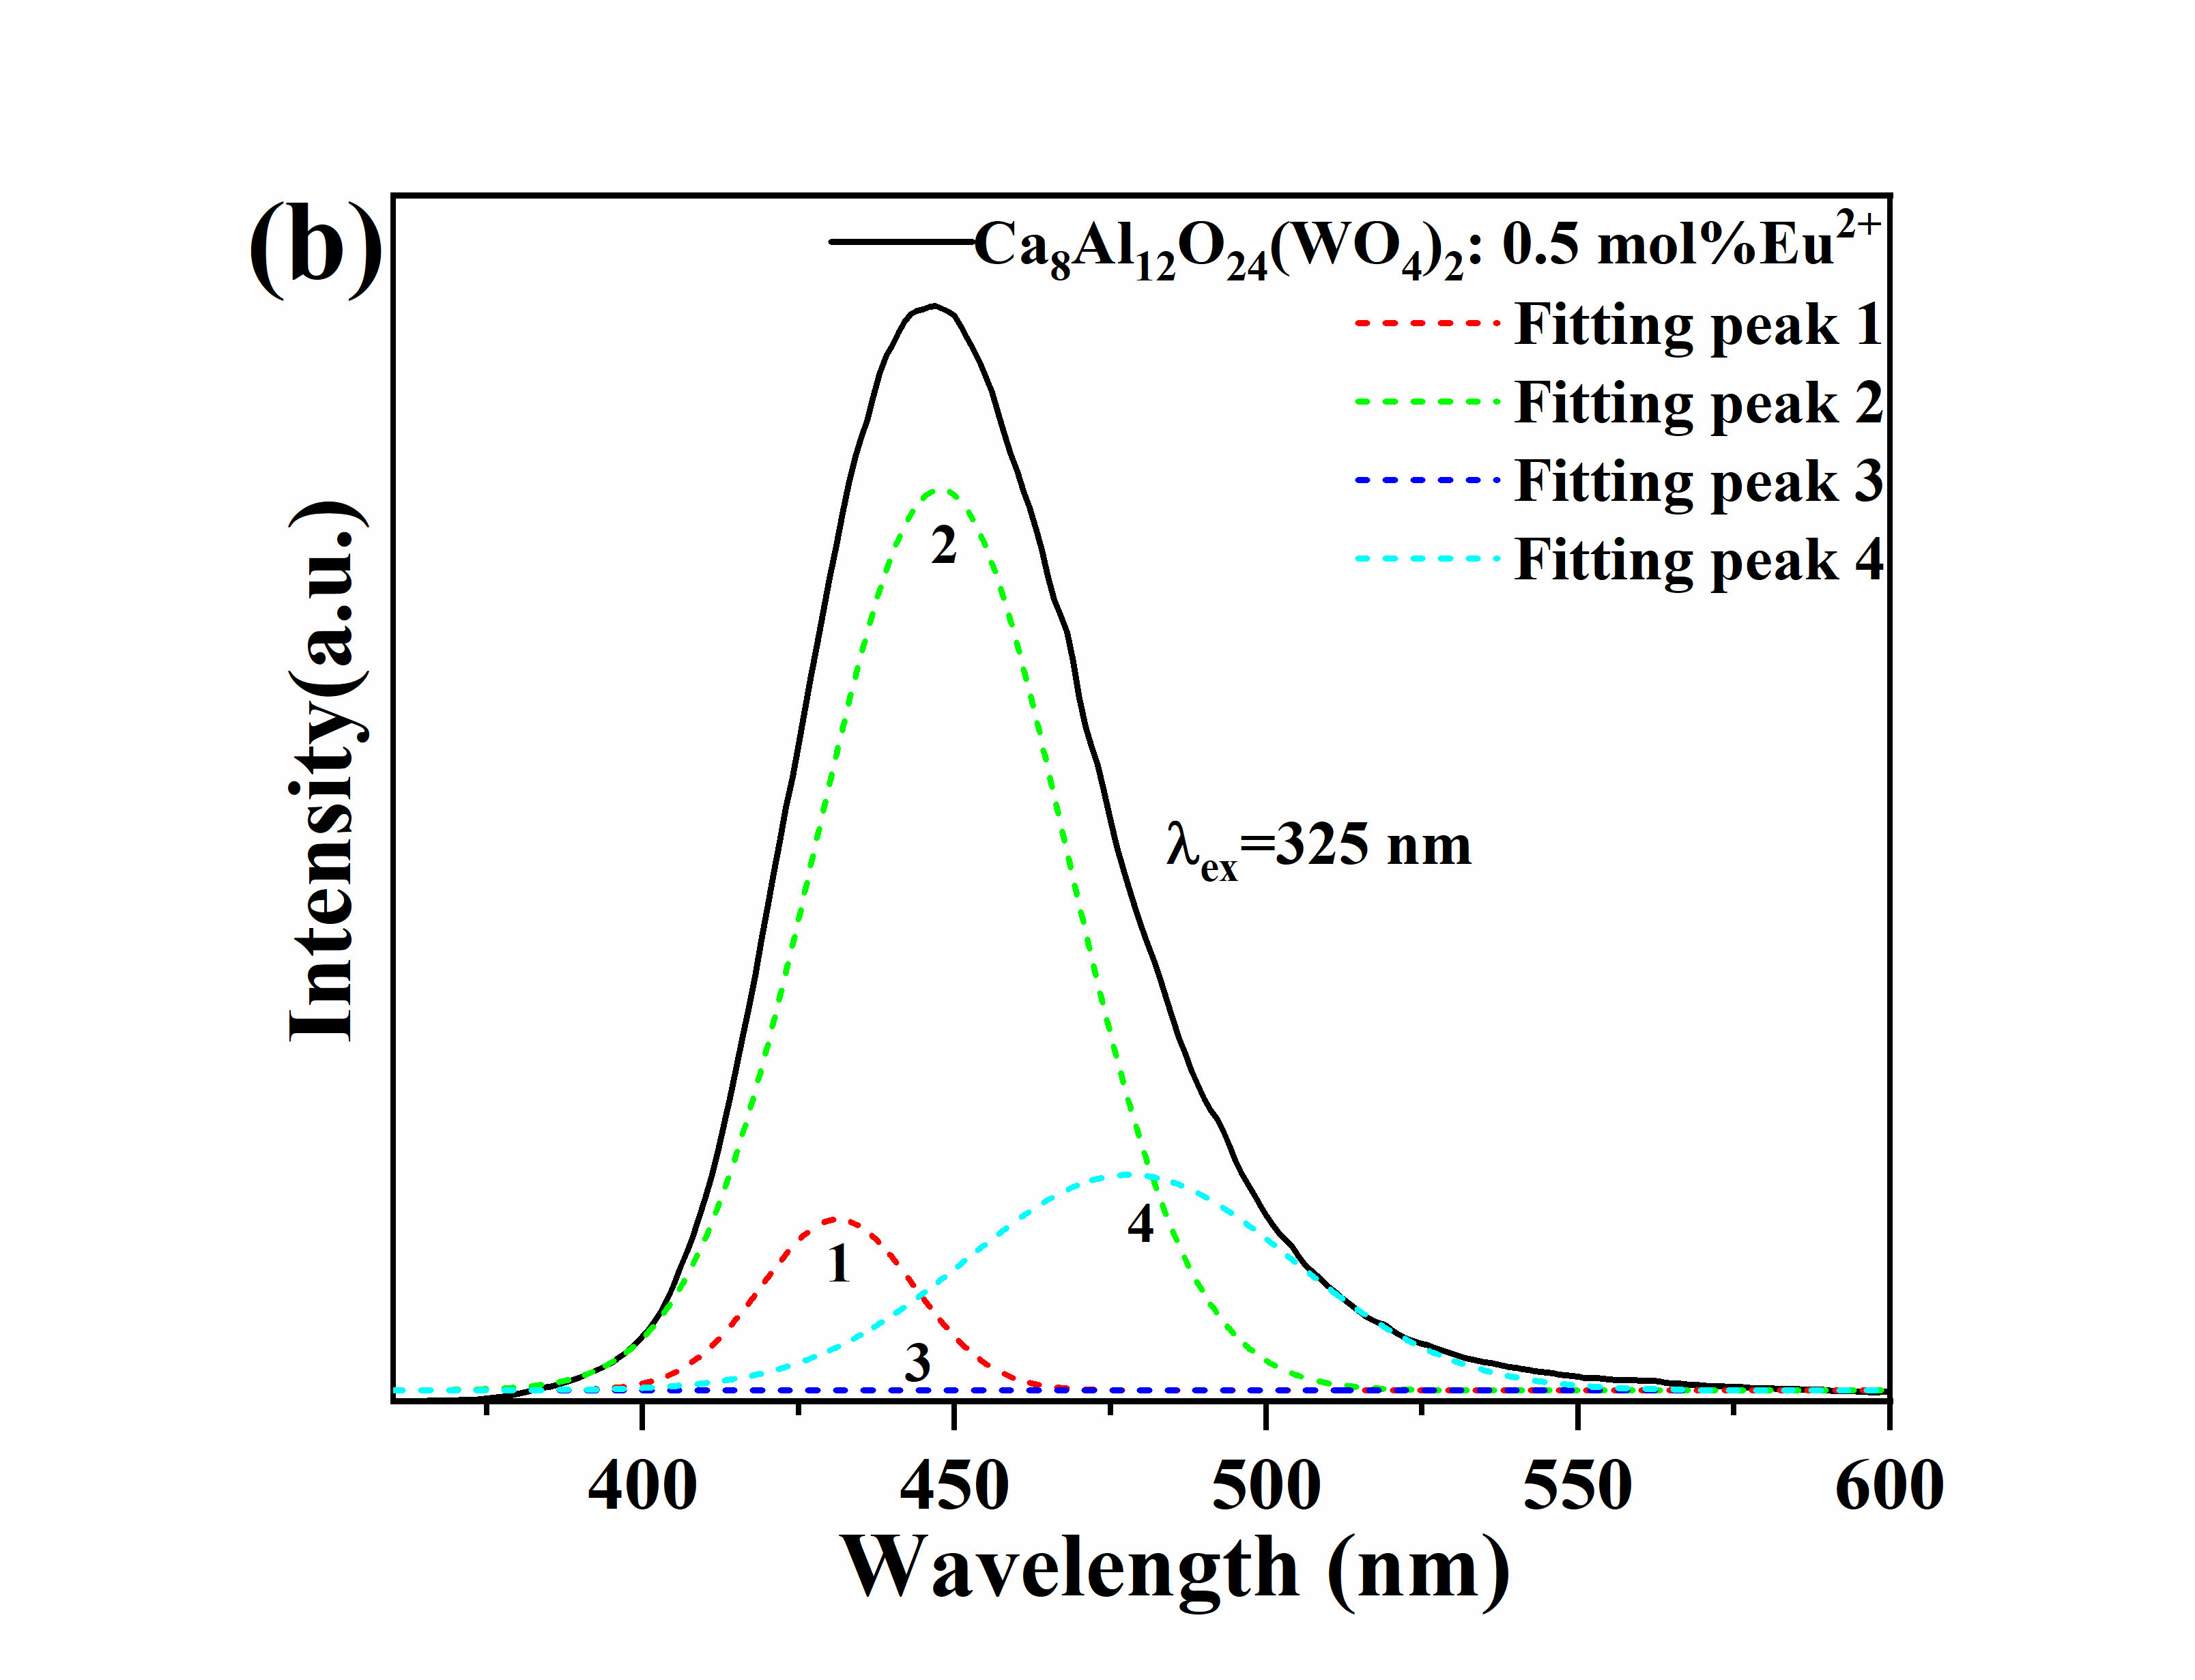 (b)
Ca₈Al₁₂O₂₄(WO₄)₂: 0.5 mol%Eu²⁺
Fitting peak 1
Fitting peak 2
Fitting peak 3
Fitting peak 4
2
λₑₓ=325 nm
4
1
3
Intensity(a.u.)
400 450 500 550 600
Wavelength (nm)